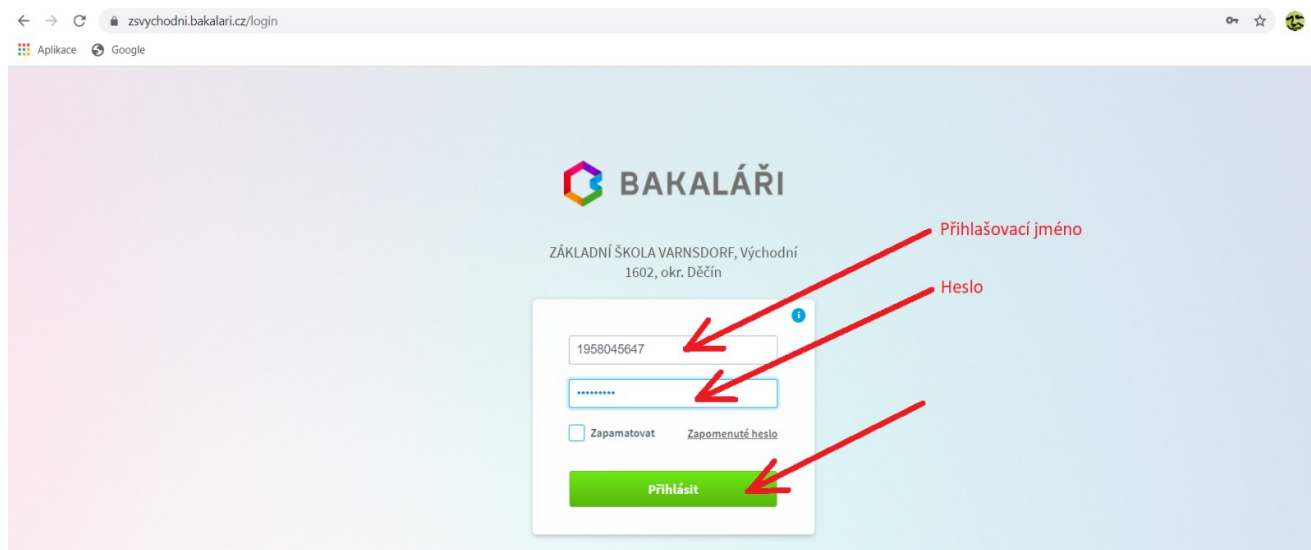 zsvychodni.bakalari.cz/login
Aplikace Google
BAKALÁŘI
Přihlašovací jméno
ZÁKLADNÍ ŠKOLA VARNSDORF, Východní
1602, okr. Děčín
Heslo
1958045647
•••••••••
Zapamatovat Zapomenuté heslo
Přihlásit